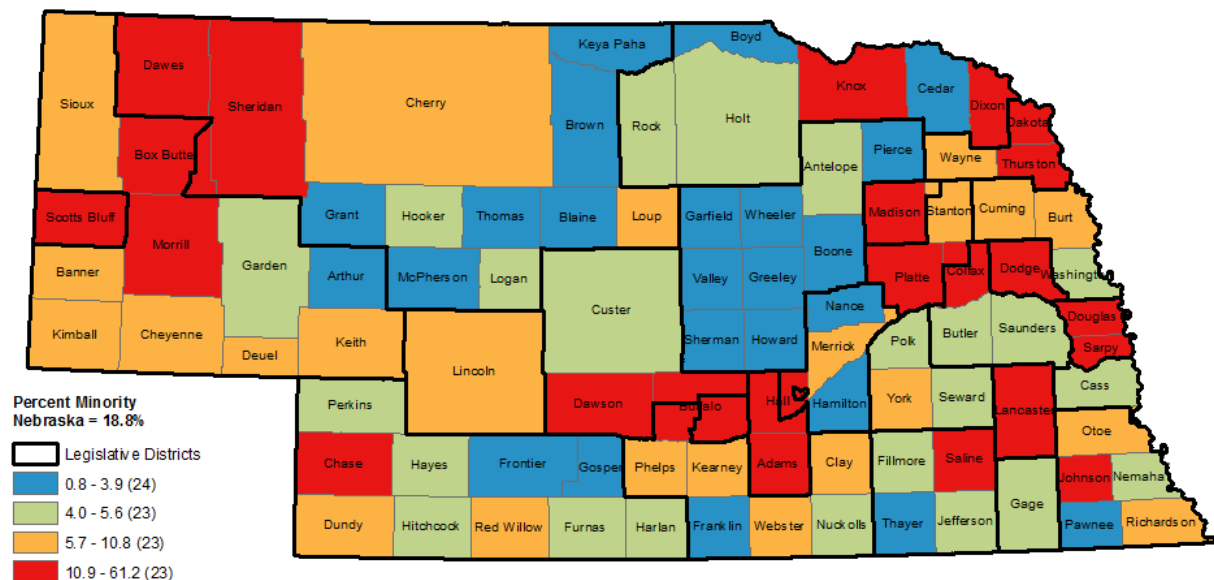 Keya Paha
Boyd
Dawes
Sioux
Sheridan
Cherry
Knox
Cedar
Dixon
Dakota
Brown
Rock
Holt
Box Butte
Antelope
Pierce
Wayne
Thurston
Scotts Bluff
Grant
Hooker
Thomas
Blaine
Loup
Garfield
Wheeler
Madison
Stanton
Cuming
Burt
Morrill
Boone
Banner
Garden
Arthur
McPherson
Logan
Valley
Greeley
Platte
Colfax
Dodge
Washington
Custer
Nance
Kimball
Cheyenne
Deuel
Keith
Lincoln
Sherman
Howard
Merrick
Polk
Butler
Saunders
Douglas
Sarpy
Perkins
Dawson
Buffalo
Hall
Hamilton
York
Seward
Lancaster
Cass
Otoe
Percent Minority
Nebraska = 18.8%
Legislative Districts
0.8 - 3.9 (24)
4.0 - 5.6 (23)
5.7 - 10.8 (23)
10.9 - 61.2 (23)
Chase
Hayes
Frontier
Gosper
Phelps
Kearney
Adams
Clay
Fillmore
Saline
Johnson
Nemaha
Dundy
Hitchcock
Red Willow
Furnas
Harlan
Franklin
Webster
Nuckolls
Thayer
Jefferson
Gage
Pawnee
Richardson